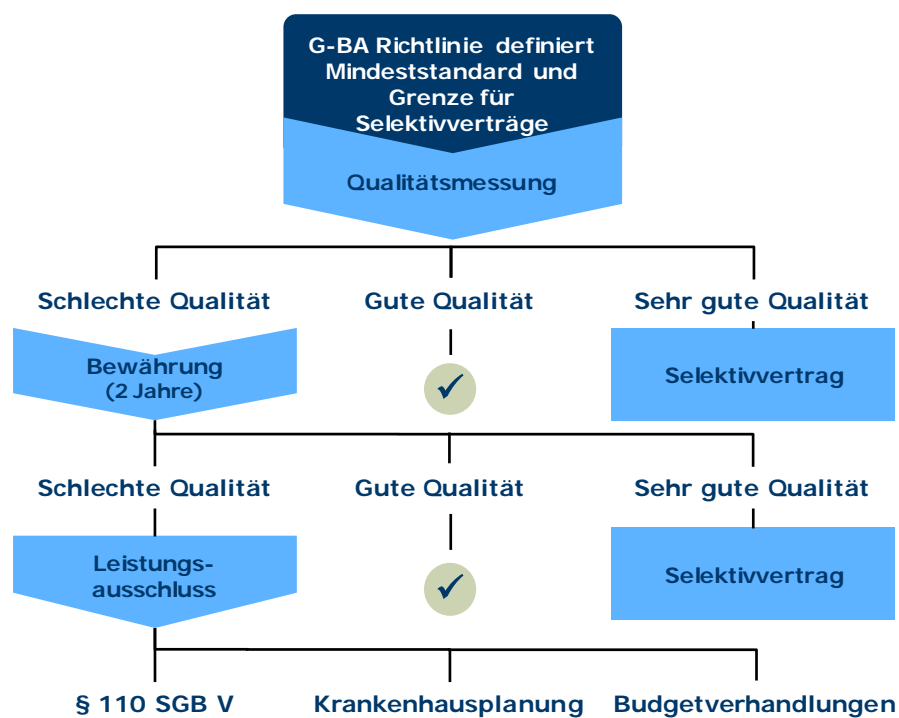 G-BA Richtlinie definiert
Mindeststandard und
Grenze für
Selektivverträge
Qualitätsmessung
Schlechte Qualität
Gute Qualität
Sehr gute Qualität
Bewährung
(2 Jahre)
Selektivvertrag
Schlechte Qualität
Gute Qualität
Sehr gute Qualität
Leistungs-
ausschluss
Selektivvertrag
§ 110 SGB V
Krankenhausplanung
Budgetverhandlungen